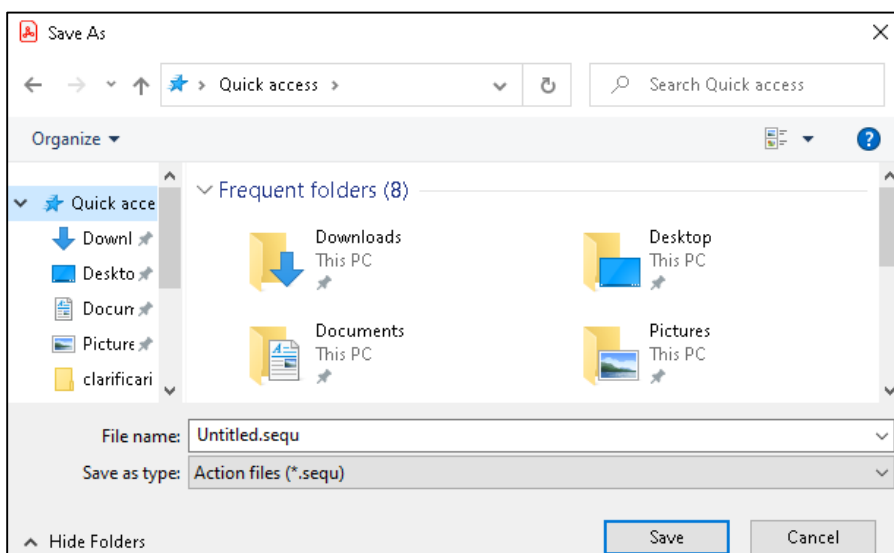 Save As
Quick access
Search Quick access
Organize
?
Quick acce
Downl
Deskto
Docum
Picture
clarificari
Frequent folders (8)
Downloads
This PC
Desktop
This PC
Documents
This PC
Pictures
This PC
File name: Untitled.sequ
Save as type: Action files (*.sequ)
Hide Folders
Save
Cancel